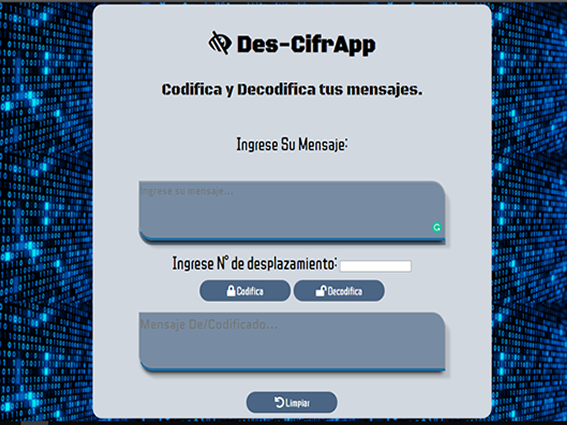 Des-CifrApp
Codifica y Decodifica tus mensajes.
Ingrese Su Mensaje:
Ingrese su mensaje...
Ingrese N° de desplazamiento:
Codifica Decodifica
Mensaje De/Codificado...
Limpiar